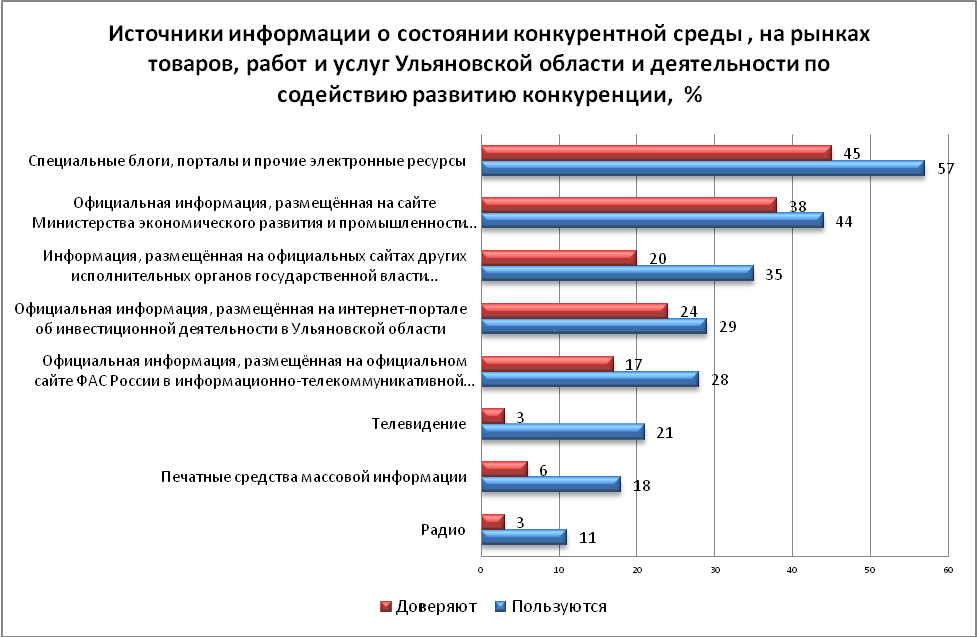 Источники информации о состоянии конкурентной среды , на рынках
товаров, работ и услуг Ульяновской области и деятельности по
содействию развитию конкуренции, %
Специальные блоги, порталы и прочие электронные ресурсы
45
57
Официальная информация, размещённая на сайте
Министерства экономического развития и промышленности...
38
44
Информация, размещённая на официальных сайтах других
исполнительных органов государственной власти...
20
35
Официальная информация, размещённая на интернет-портале
об инвестиционной деятельности в Ульяновской области
24
29
Официальная информация, размещённая на официальном
сайте ФАС России в информационно-телекоммуникативной...
17
28
Телевидение
3
21
Печатные средства массовой информации
6
18
Радио
3
11
0 10 20 30 40 50 60
Доверяют Пользуются